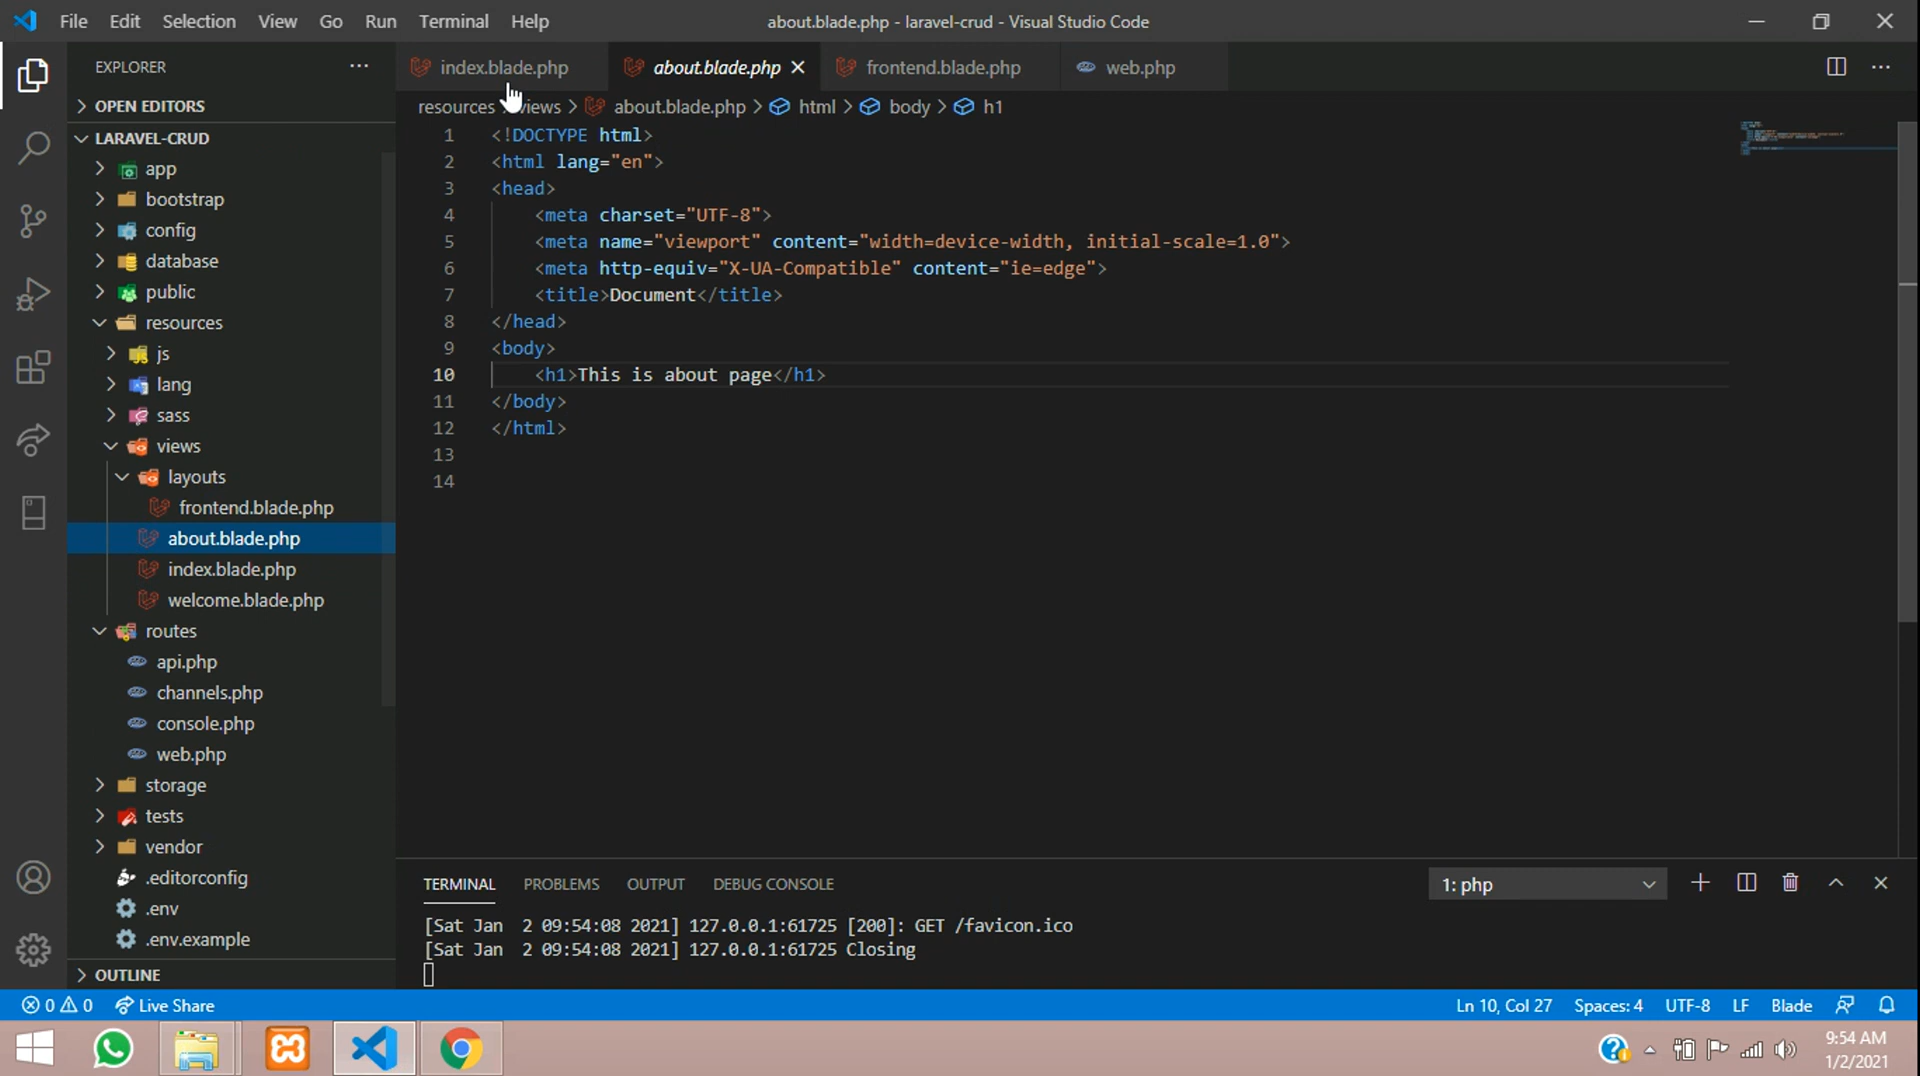 File Edit Selection View Go Run Terminal Help about.blade.php - laravel-crud - Visual Studio Code
EXPLORER
index.blade.php about.blade.php frontend.blade.php web.php
resources views about.blade.php html body h1
OPEN EDITORS
LARAVEL-CRUD
app
bootstrap
config
database
public
resources
js
lang
sass
views
layouts
frontend.blade.php
about.blade.php
index.blade.php
welcome.blade.php
routes
api.php
channels.php
console.php
web.php
storage
tests
vendor
.editorconfig
.env
.env.example
OUTLINE
1 <!DOCTYPE html>
2 <html lang="en">
3 <head>
4 <meta charset="UTF-8">
5 <meta name="viewport" content="width=device-width, initial-scale=1.0">
6 <meta http-equiv="X-UA-Compatible" content="ie=edge">
7 <title>Document</title>
8 </head>
9 <body>
10 <h1>This is about page</h1>
11 </body>
12 </html>
13
14
TERMINAL PROBLEMS OUTPUT DEBUG CONSOLE 1: php
[Sat Jan  2 09:54:08 2021] 127.0.0.1:61725 [200]: GET /favicon.ico
[Sat Jan  2 09:54:08 2021] 127.0.0.1:61725 Closing
0 0 Live Share Ln 10, Col 27 Spaces: 4 UTF-8 LF Blade
9:54 AM
1/2/2021